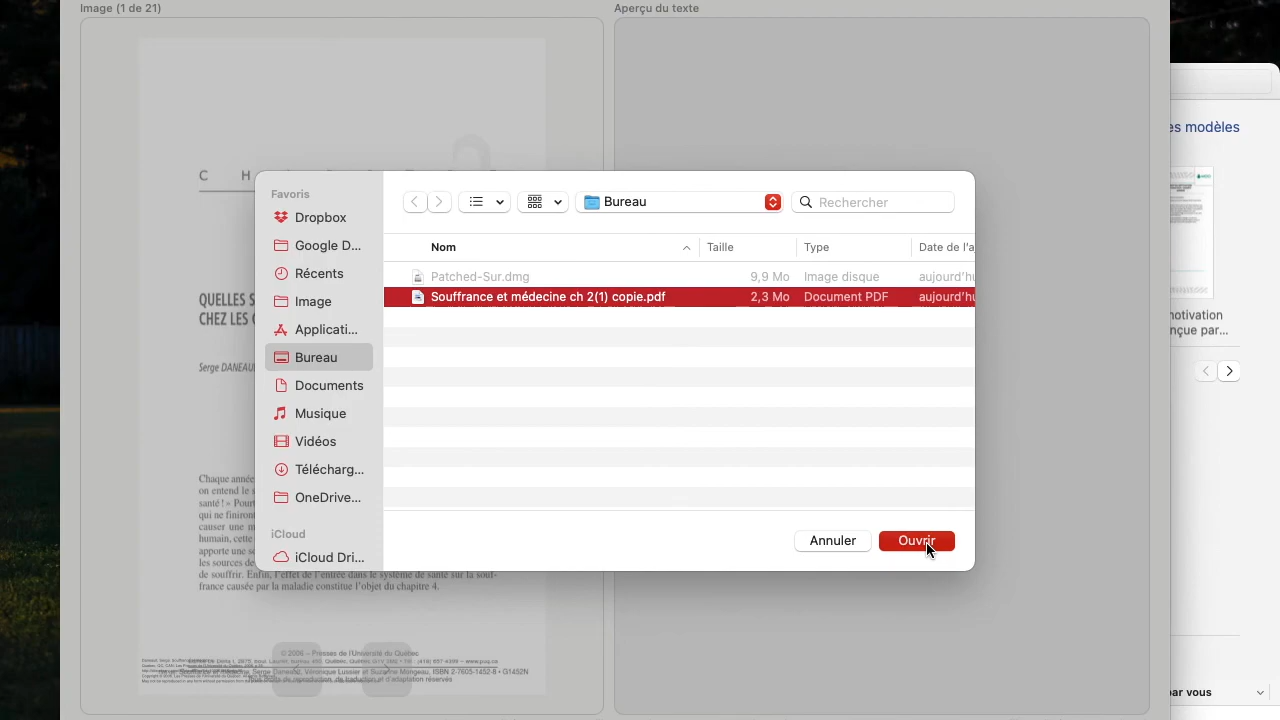 Image (1 de 21)
Aperçu du texte
es modèles
C H
Favoris
Dropbox
Google D...
Récents
Image
Applicati...
Bureau
Documents
Musique
Vidéos
Télécharg...
OneDrive...
iCloud
iCloud Dri...
Bureau
Rechercher
Nom
Taille
Type
Date de l'a
Patched-Sur.dmg
9,9 Mo
Image disque
aujourd'hu
Souffrance et médecine ch 2(1) copie.pdf
2,3 Mo
Document PDF
aujourd'hu
Annuler
Ouvrir
QUELLES S
CHEZ LES
Serge DANEAU
Chaque année
on entend le s
santé ! » Pourt
qui ne finiront
causer une m
humain, cette
apporte une s
les sources de
de souffrir. Enfin, l'effet de l'entrée dans le système de santé sur la souf-
france causée par la maladie constitue l'objet du chapitre 4.
© 2006 – Presses de l'Université du Québec
otivation
nçue par...
ar vous